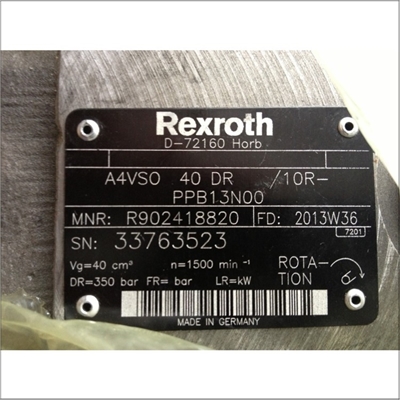 Rexroth
D-72160 Horb
A4VSO 40 DR /10R-
PPB13N00
MNR: R902418820 FD: 2013W36
7201
SN: 33763523
Vg=40 cm³ n=1500 min⁻¹ ROTA-
TION
DR=350 bar FR= bar LR=kW
MADE IN GERMANY